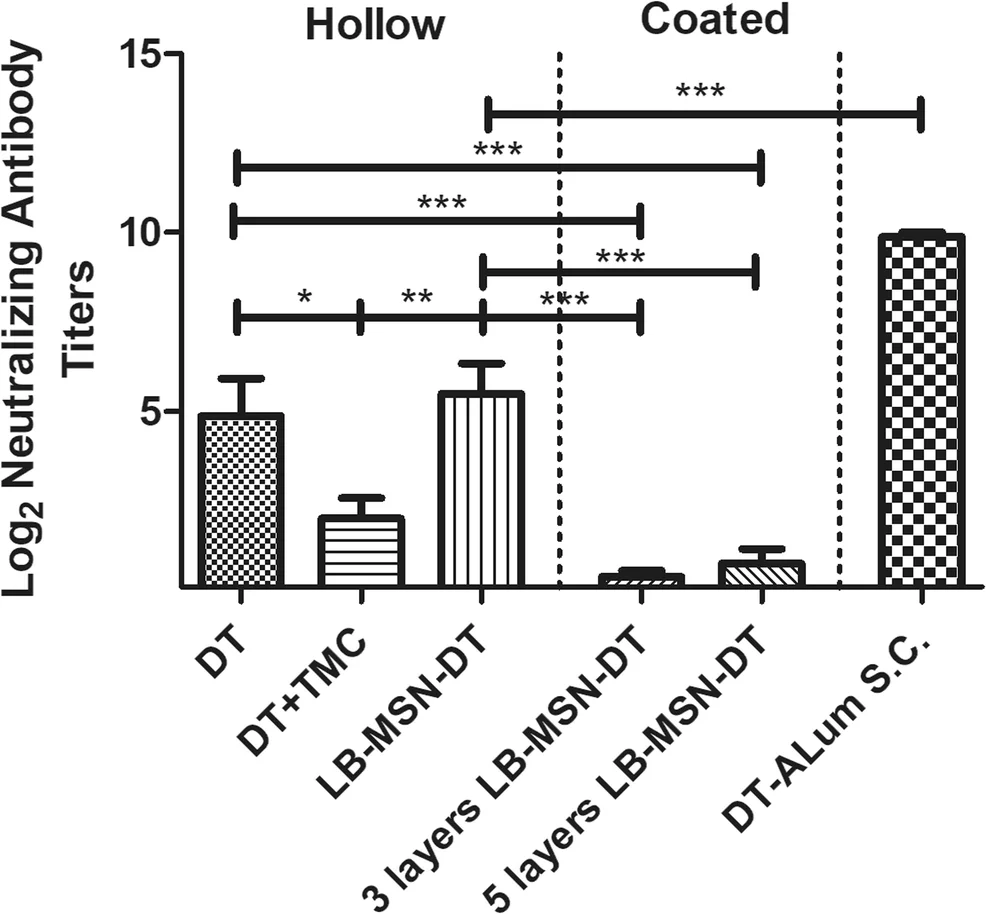 Hollow
Coated
Log2 Neutralizing Antibody
Titers
15
***
***
***
10
***
* ** ***
5
DT
DT+TMC
LB-MSN-DT
3 layers LB-MSN-DT
5 layers LB-MSN-DT
DT-ALum S.C.